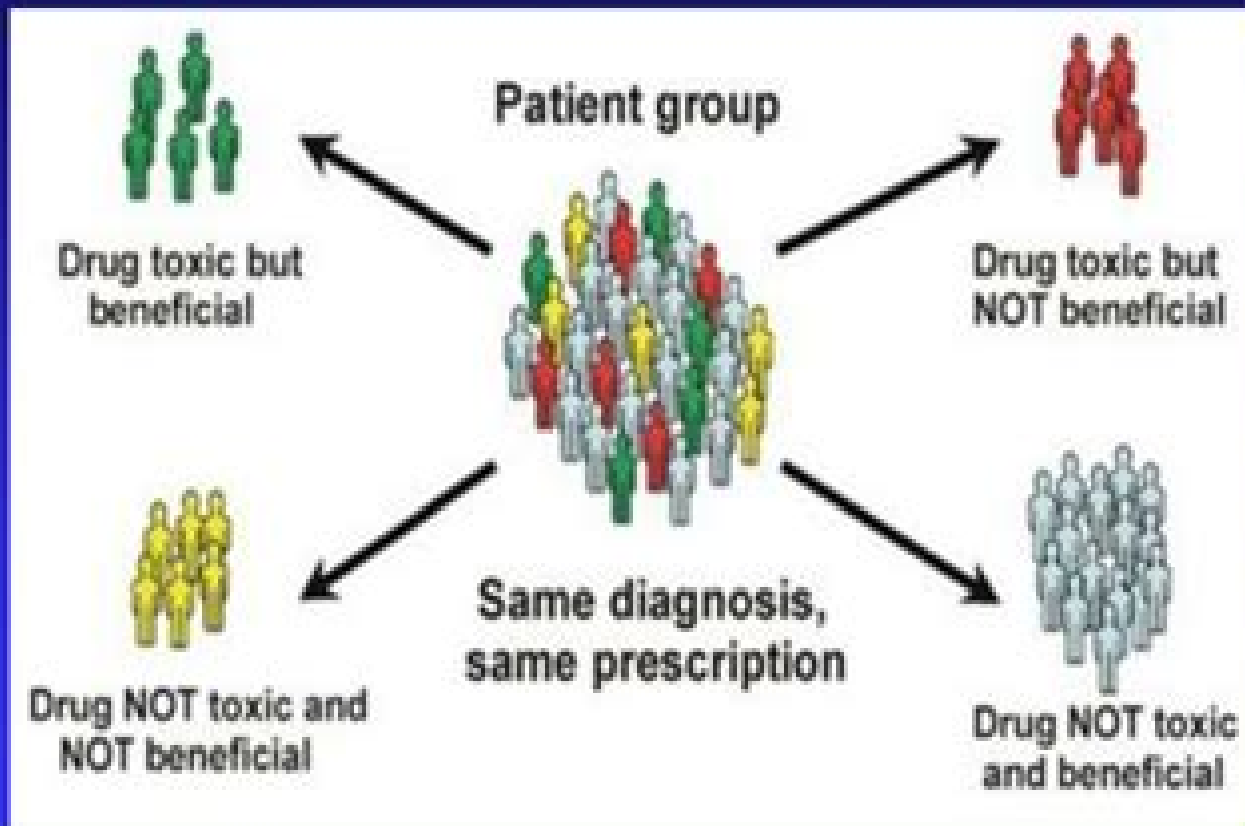 Patient group
Drug toxic but
beneficial
Drug toxic but
NOT beneficial
Same diagnosis,
same prescription
Drug NOT toxic and
NOT beneficial
Drug NOT toxic
and beneficial